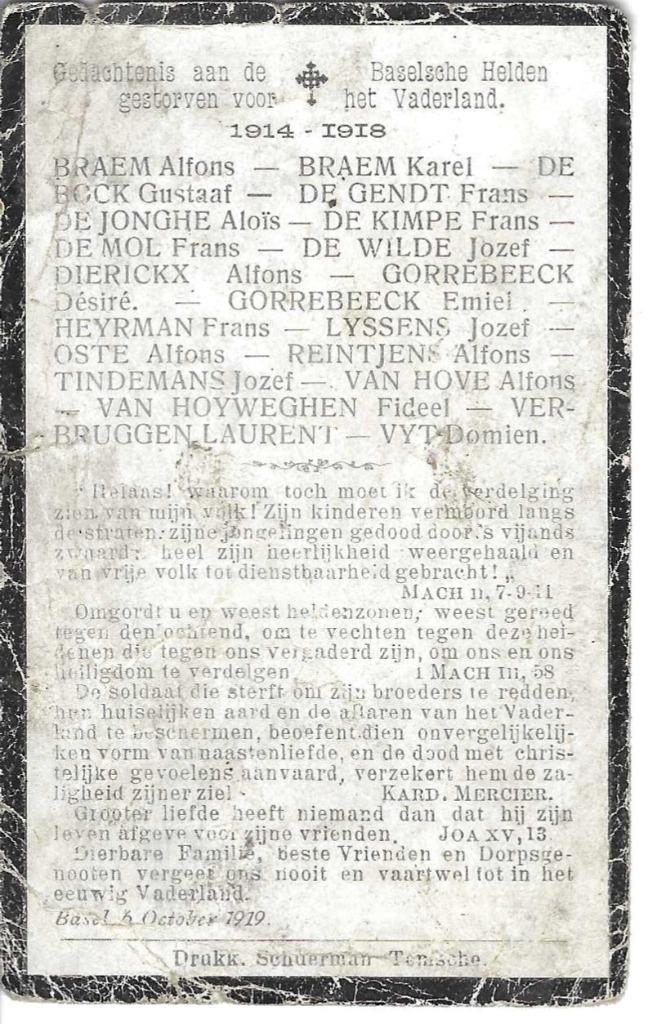 Gedachtenis aan de Baselsche Helden
gestorven voor het Vaderland.
1914 - 1918
BRAEM Alfons — BRAEM Karel — DE
BOCK Gustaaf — DE GENDT Frans —
DE JONGHE Aloïs — DE KIMPE Frans —
DE MOL Frans — DE WILDE Jozef —
DIERICKX Alfons — GORREBEECK
Désiré. — GORREBEECK Emiel —
HEYRMAN Frans — LYSSENS Jozef —
OSTE Alfons — REINTJENS Alfons —
TINDEMANS Jozef — VAN HOVE Alfons
— VAN HOYWEGHEN Fideel — VER-
BRUGGEN LAURENT — VYT Domien.
" Helaas! waarom toch moet ik de verdelging
zien van mijn volk! Zijn kinderen vermoord langs
de straten: zijne jongelingen gedood door 's vijands
zwaard: heel zijn heerlijkheid weergehaald en
van vrije volk tot dienstbaarheid gebracht! „
MACH II, 7-9-11
Omgordt u en weest heldenzonen; weest gereed
tegen den ochtend, om te vechten tegen deze hei-
denen die tegen ons vergaderd zijn, om ons en ons
heiligdom te verdelgen 1 MACH III, 58
De soldaat die sterft om zijn broeders te redden,
hun huiselijken aard en de altaren van het Vader-
land te beschermen, beoefent dien onvergelijkelij-
ken vorm van naastenliefde, en de dood met chris-
telijke gevoelens aanvaard, verzekert hem de za-
ligheid zijner ziel. KARD. MERCIER.
Grooter liefde heeft niemand dan dat hij zijn
leven afgeve voor zijne vrienden. JOA XV, 13.
Dierbare Familie, beste Vrienden en Dorpsge-
nooten vergeet ons nooit en vaartwel tot in het
eeuwig Vaderland.
Basel 6 October 1919.
Drukk. Schuerman Temsche.